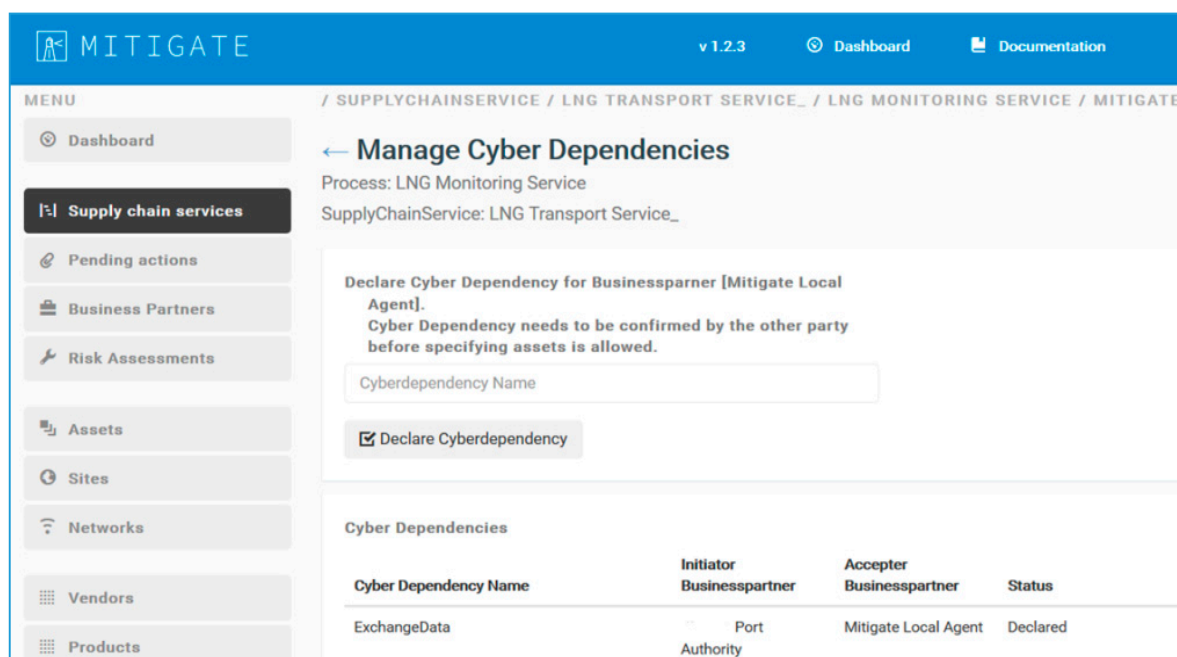 MITIGATE
v 1.2.3
Dashboard
Documentation
MENU
/ SUPPLYCHAINSERVICE / LNG TRANSPORT SERVICE_ / LNG MONITORING SERVICE / MITIGATE
Dashboard
← Manage Cyber Dependencies
Process: LNG Monitoring Service
Supply chain services
SupplyChainService: LNG Transport Service_
Pending actions
Business Partners
Risk Assessments
Declare Cyber Dependency for Businessparner [Mitigate Local
Agent].
Cyber Dependency needs to be confirmed by the other party
before specifying assets is allowed.
Cyberdependency Name
Declare Cyberdependency
Assets
Sites
Networks
Vendors
Products
Cyber Dependencies
Cyber Dependency Name
Initiator
Businesspartner
Accepter
Businesspartner
Status
ExchangeData
Port
Authority
Mitigate Local Agent
Declared